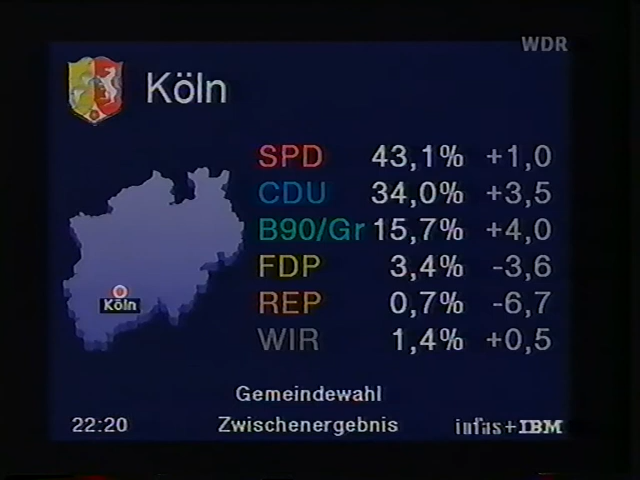 WDR
Köln
SPD 43,1% +1,0
CDU 34,0% +3,5
B90/Gr 15,7% +4,0
FDP 3,4% -3,6
REP 0,7% -6,7
WIR 1,4% +0,5
Köln
Gemeindewahl
22:20 Zwischenergebnis infas+IBM